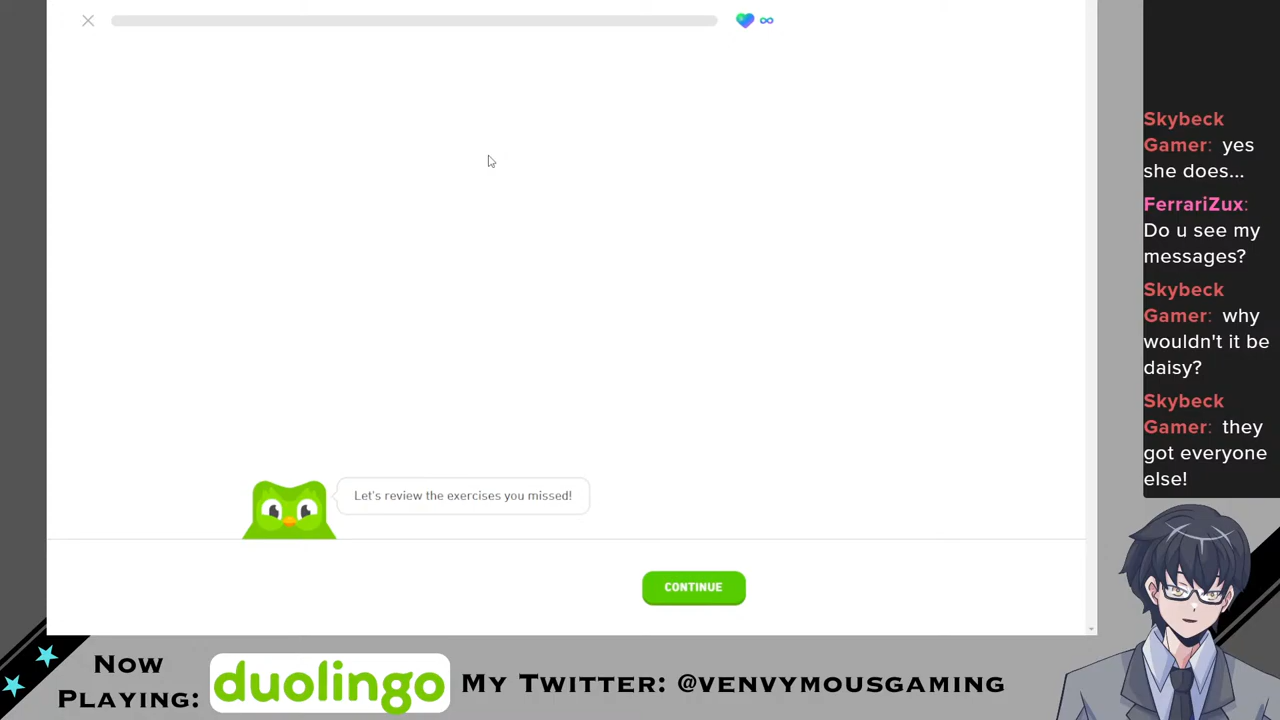 Let's review the exercises you missed!
CONTINUE
Skybeck
Gamer: yes
she does...
FerrariZux:
Do u see my
messages?
Skybeck
Gamer: why
wouldn't it be
daisy?
Skybeck
Gamer: they
got everyone
else!
Now
Playing:
duolingo
My Twitter: @venvymousgaming